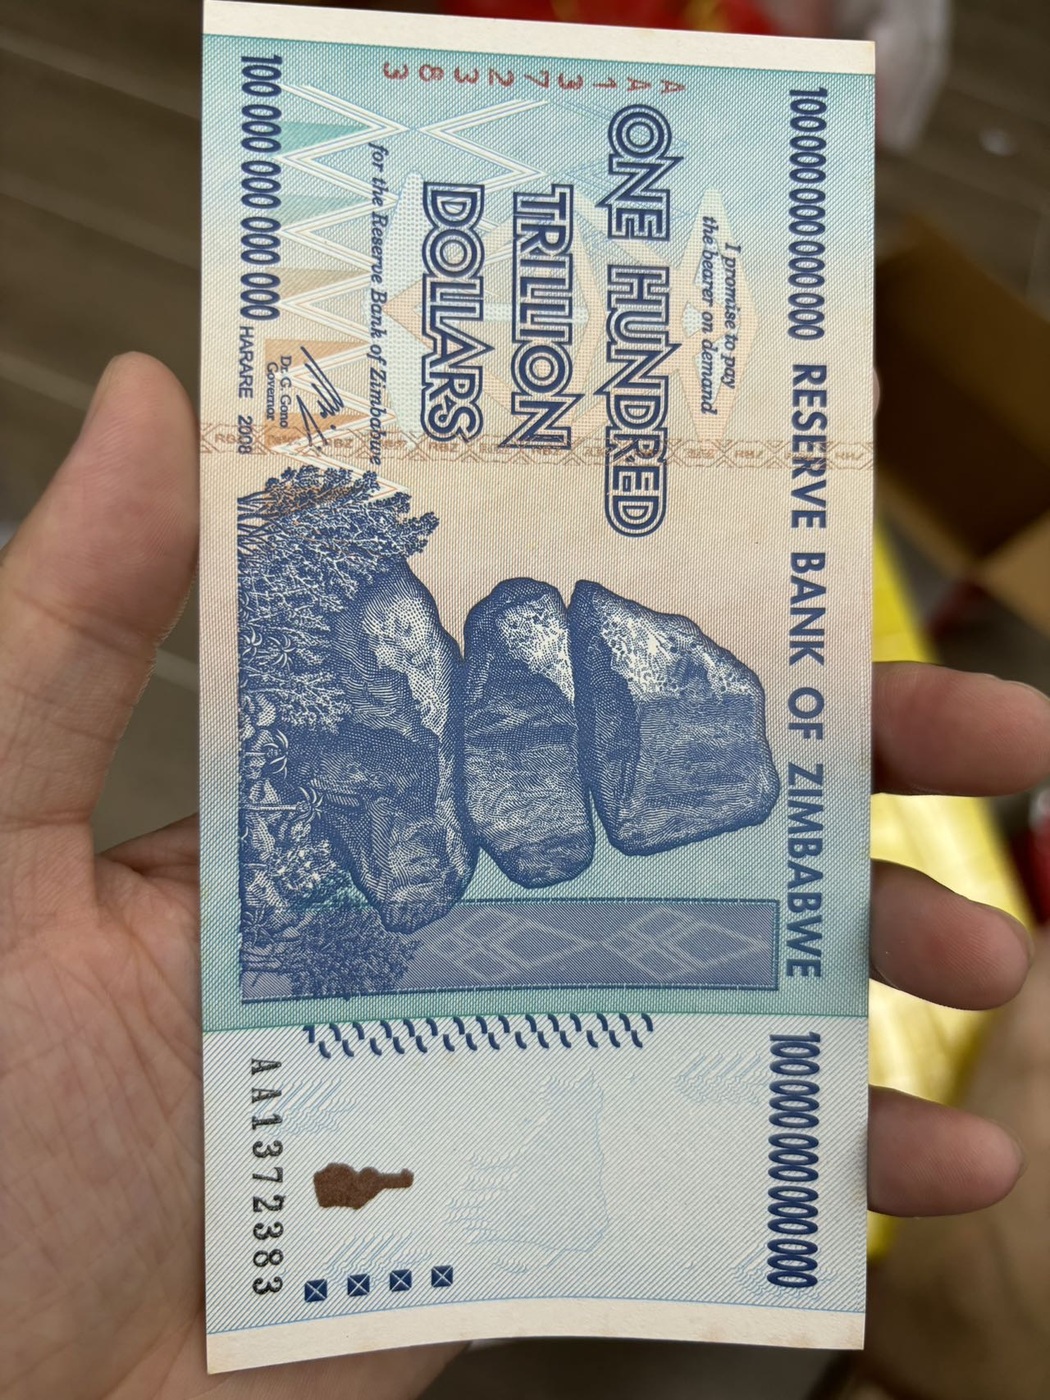 100000000000000 RESERVE BANK OF ZIMBABWE
100000000000000
I promise to pay
the bearer on demand
AA1372383
ONE HUNDRED
TRILLION
DOLLARS
for the Reserve Bank of Zimbabwe
Dr. G. Gono
Governor
100 000 000 000 000
HARARE 2008
AA1372383
RBZ